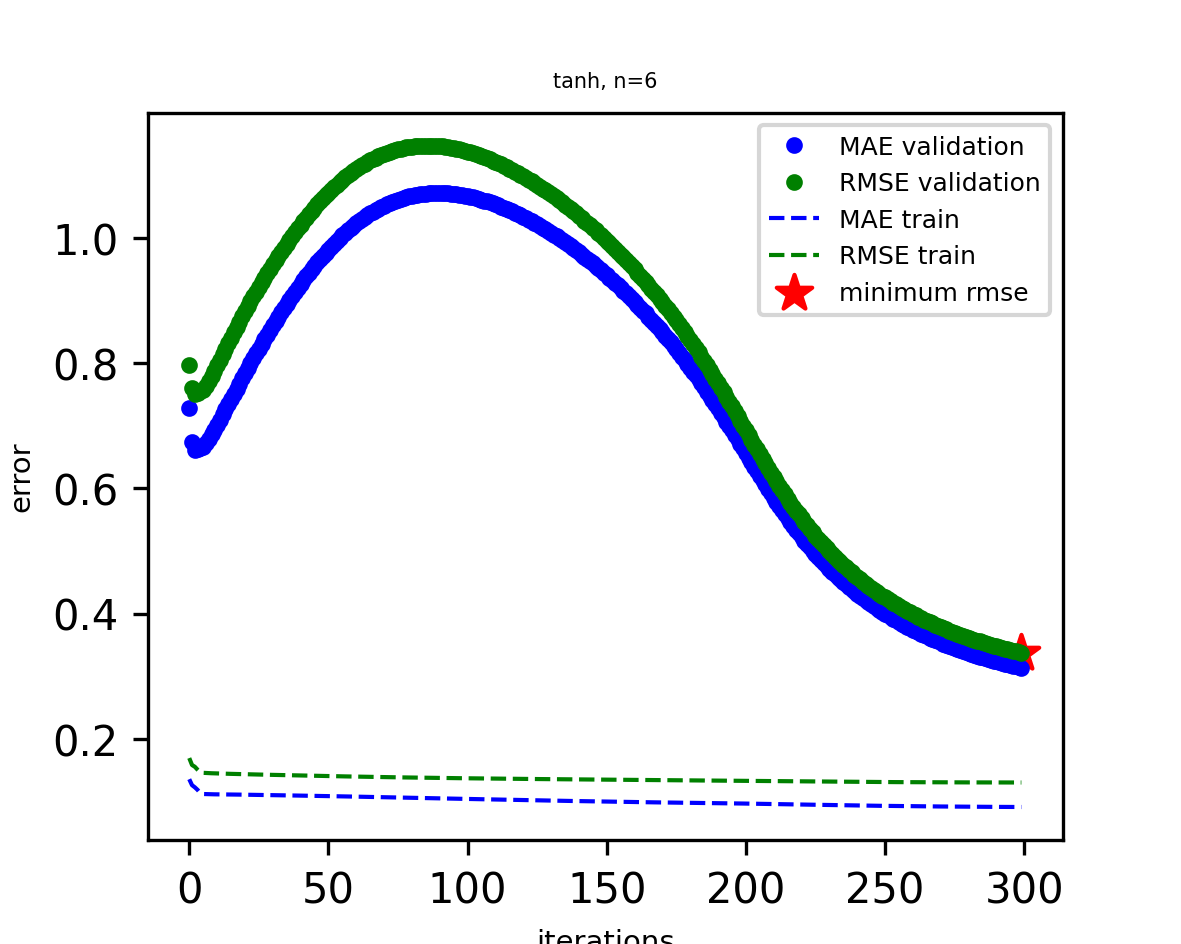 tanh, n=6
MAE validation
RMSE validation
MAE train
RMSE train
minimum rmse
error
1.0
0.8
0.6
0.4
0.2
0 50 100 150 200 250 300
iterations